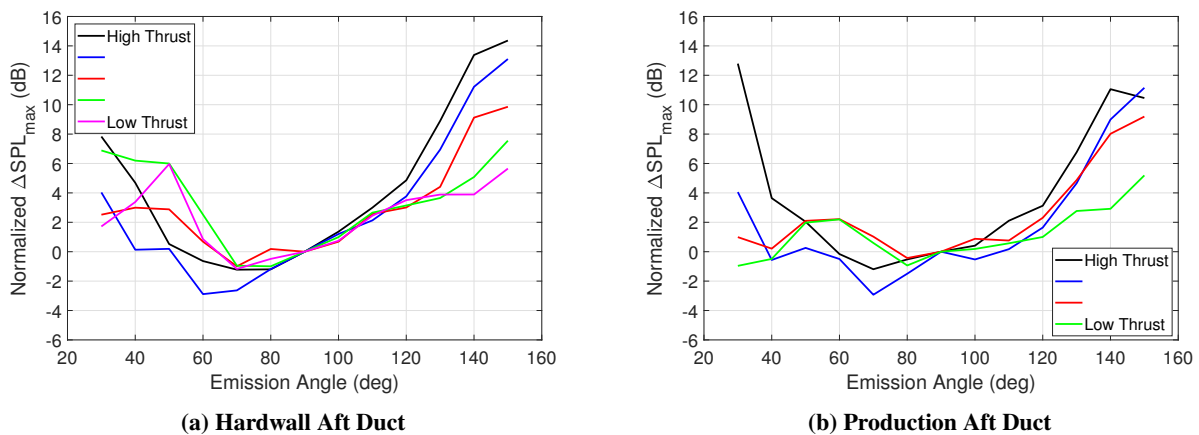 16
14
12
10
8
6
4
2
0
-2
-4
-6
Normalized ΔSPLmax (dB)
High Thrust
Low Thrust
20 40 60 80 100 120 140 160
Emission Angle (deg)
(a) Hardwall Aft Duct
16
14
12
10
8
6
4
2
0
-2
-4
-6
Normalized ΔSPLmax (dB)
High Thrust
Low Thrust
20 40 60 80 100 120 140 160
Emission Angle (deg)
(b) Production Aft Duct